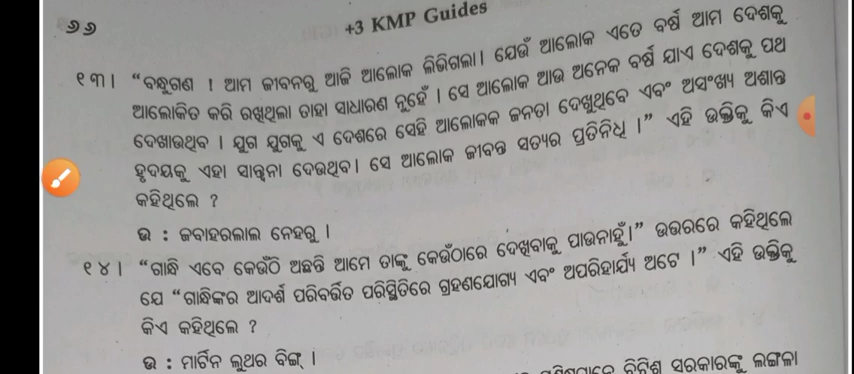 ୬୬
+3 KMP Guides
୧୩। "ବନ୍ଧୁଗଣ ! ଆମ ଜୀବନରୁ ଆଜି ଆଲୋକ ଲିଭିଗଲା। ଯେଉଁ ଆଲୋକ ଏତେ ବର୍ଷ ଆମ ଦେଶକୁ
ଆଲୋକିତ କରି ରଖିଥିଲା ତାହା ସାଧାରଣ ନୁହେଁ । ସେ ଆଲୋକ ଆଉ ଅନେକ ବର୍ଷ ଯାଏ ଦେଶକୁ ପଥ
ଦେଖାଉଥିବ । ଯୁଗ ଯୁଗକୁ ଏ ଦେଶରେ ସେହି ଆଲୋକକ ଜନତା ଦେଖୁଥିବେ ଏବଂ ଅସଂଖ୍ୟ ଅଶାନ୍ତ
ହୃଦୟକୁ ଏହା ସାନ୍ତ୍ୱନା ଦେଉଥିବ। ସେ ଆଲୋକ ଜୀବନ୍ତ ସତ୍ୟର ପ୍ରତିନିଧି ।" ଏହି ଉକ୍ତିକୁ କିଏ
କହିଥିଲେ ?
ଉ : ଜବାହରଲାଲ ନେହରୁ ।
୧୪। "ଗାନ୍ଧି ଏବେ କେଉଁଠି ଅଛନ୍ତି ଆମେ ତାଙ୍କୁ କେଉଁଠାରେ ଦେଖିବାକୁ ପାଉନାହୁଁ।" ଉତ୍ତରରେ କହିଥିଲେ
ଯେ "ଗାନ୍ଧିଙ୍କର ଆଦର୍ଶ ପରିବର୍ତ୍ତିତ ପରିସ୍ଥିତିରେ ଗ୍ରହଣଯୋଗ୍ୟ ଏବଂ ଅପରିହାର୍ଯ୍ୟ ଅଟେ ।" ଏହି ଉକ୍ତିକୁ
କିଏ କହିଥିଲେ ?
ଉ : ମାର୍ଟିନ ଲୁଥର କିଙ୍ଗ୍ ।
ବ୍ରିଟିଶ ସରକାରଙ୍କୁ ଲଙ୍ଗଳା